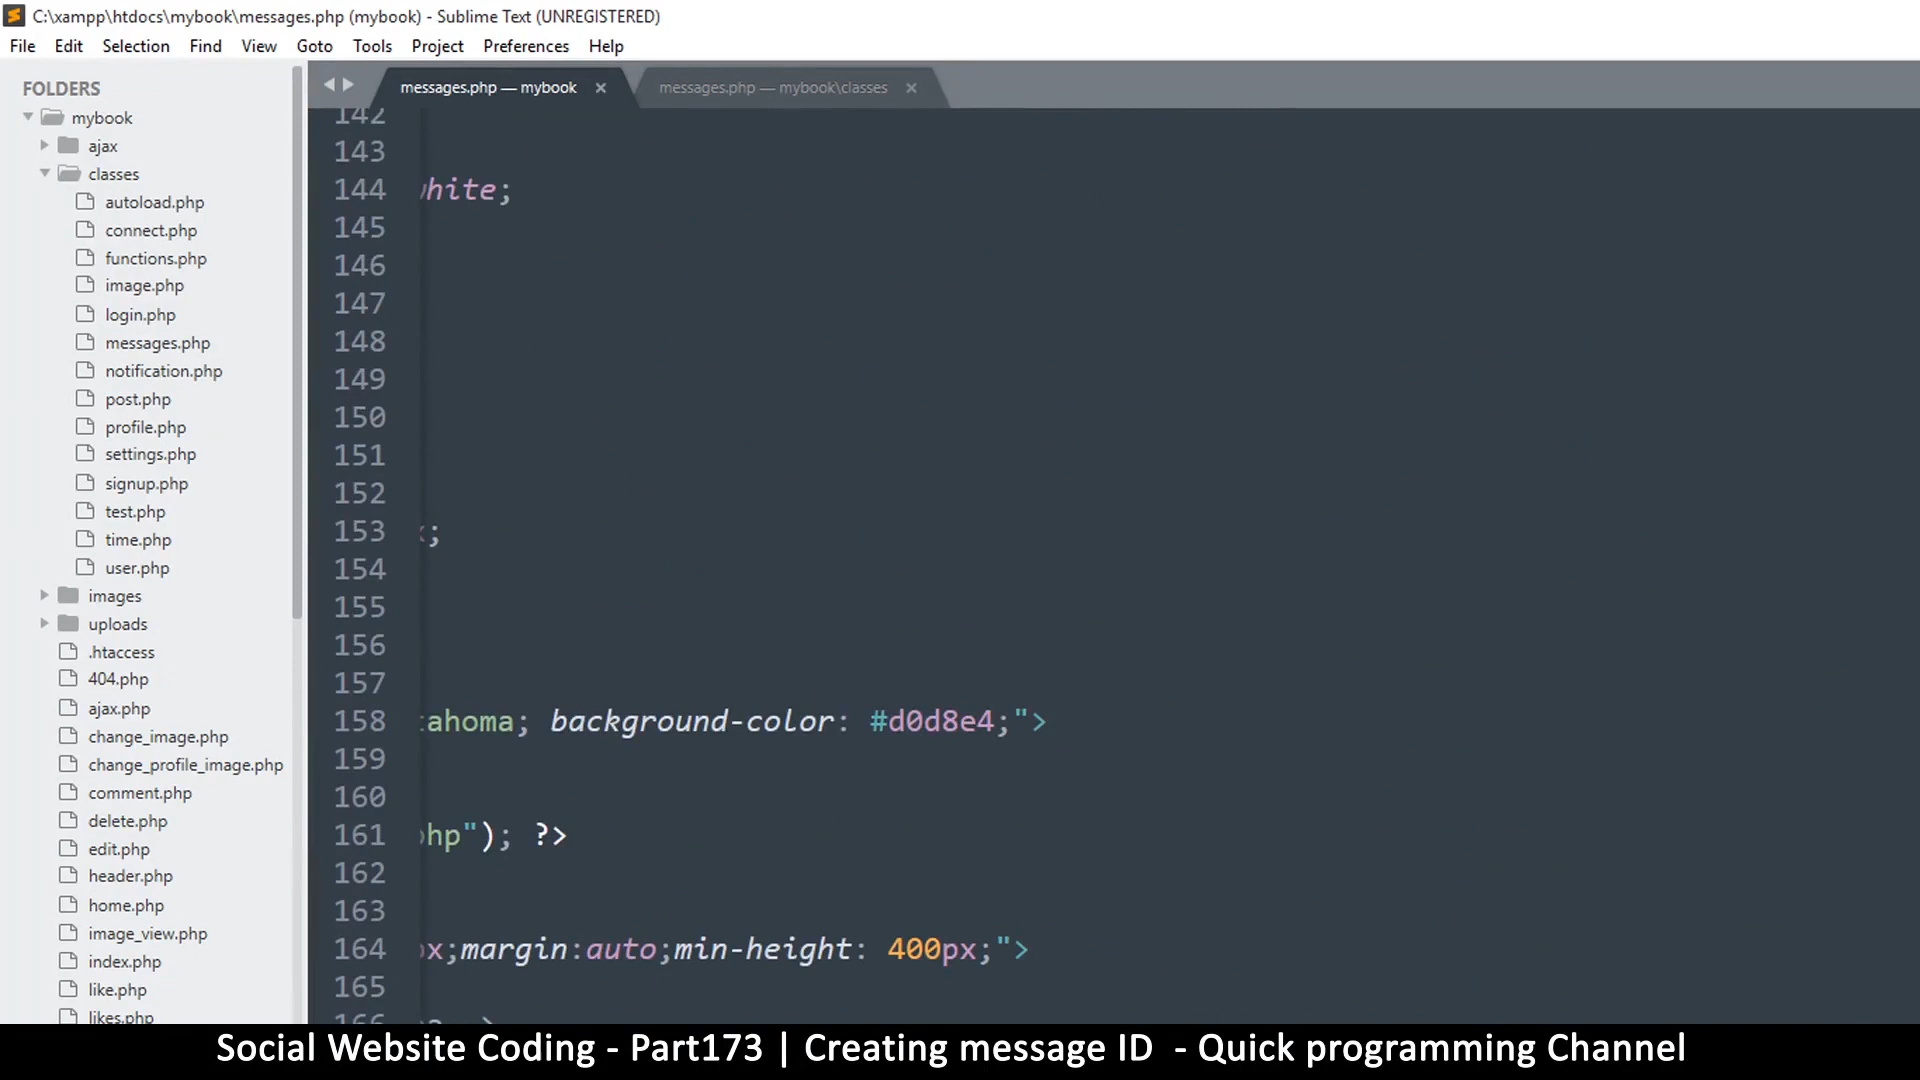 C:\xampp\htdocs\mybook\messages.php (mybook) - Sublime Text (UNREGISTERED)
File Edit Selection Find View Goto Tools Project Preferences Help
FOLDERS
mybook
ajax
classes
autoload.php
connect.php
functions.php
image.php
login.php
messages.php
notification.php
post.php
profile.php
settings.php
signup.php
test.php
time.php
user.php
images
uploads
.htaccess
404.php
ajax.php
change_image.php
change_profile_image.php
comment.php
delete.php
edit.php
header.php
home.php
image_view.php
index.php
like.php
likes.php
messages.php — mybook × messages.php — mybook\classes ×
142
143
144 white;
145
146
147
148
149
150
151
152
153 ;
154
155
156
157
158 tahoma; background-color: #d0d8e4;">
159
160
161 php"); ?>
162
163
164 px;margin:auto;min-height: 400px;">
165
166
Social Website Coding - Part173 | Creating message ID - Quick programming Channel